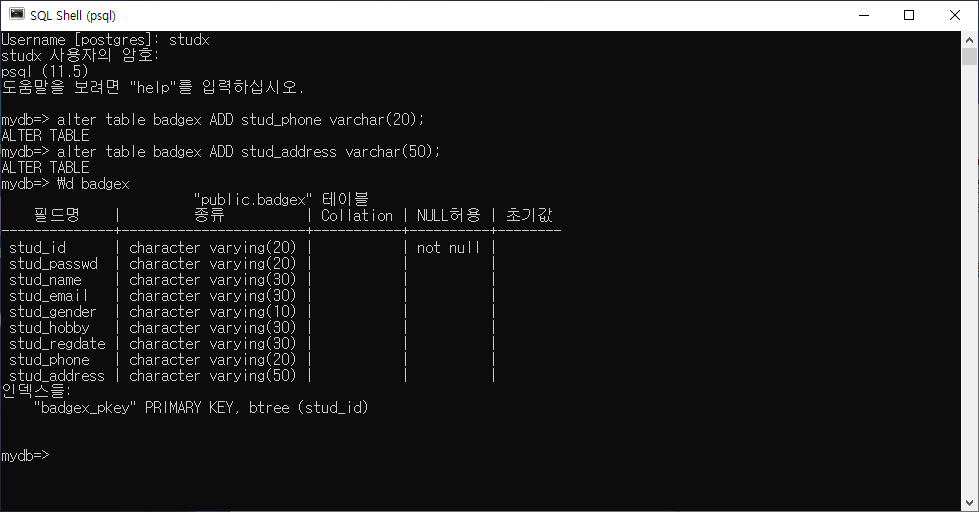 SQL Shell (psql)
Username [postgres]: studx
studx 사용자의 암호:
psql (11.5)
도움말을 보려면 "help"를 입력하십시오.
mydb=> alter table badgex ADD stud_phone varchar(20);
ALTER TABLE
mydb=> alter table badgex ADD stud_address varchar(50);
ALTER TABLE
mydb=> ₩d badgex
"public.badgex" 테이블
필드명 | 종류 | Collation | NULL허용 | 초기값
--------------+-----------------------+-----------+----------+--------
stud_id | character varying(20) | | not null |
stud_passwd | character varying(20) | | |
stud_name | character varying(30) | | |
stud_email | character varying(30) | | |
stud_gender | character varying(10) | | |
stud_hobby | character varying(30) | | |
stud_regdate | character varying(30) | | |
stud_phone | character varying(20) | | |
stud_address | character varying(50) | | |
인덱스들:
"badgex_pkey" PRIMARY KEY, btree (stud_id)
mydb=>